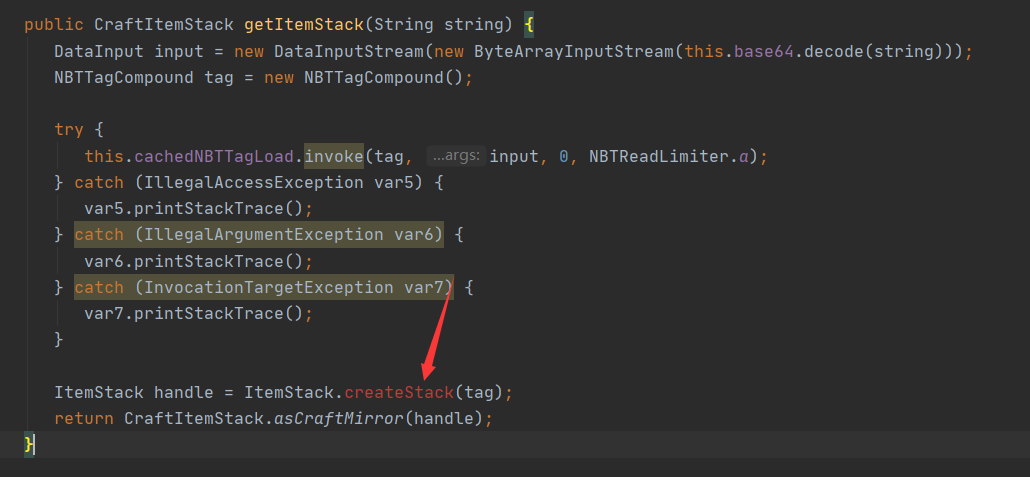 public CraftItemStack getItemStack(String string) {
DataInput input = new DataInputStream(new ByteArrayInputStream(this.base64.decode(string)));
NBTTagCompound tag = new NBTTagCompound();
try {
this.cachedNBTTagLoad.invoke(tag, ...args: input, 0, NBTReadLimiter.a);
} catch (IllegalAccessException var5) {
var5.printStackTrace();
} catch (IllegalArgumentException var6) {
var6.printStackTrace();
} catch (InvocationTargetException var7) {
var7.printStackTrace();
}
ItemStack handle = ItemStack.createStack(tag);
return CraftItemStack.asCraftMirror(handle);
}